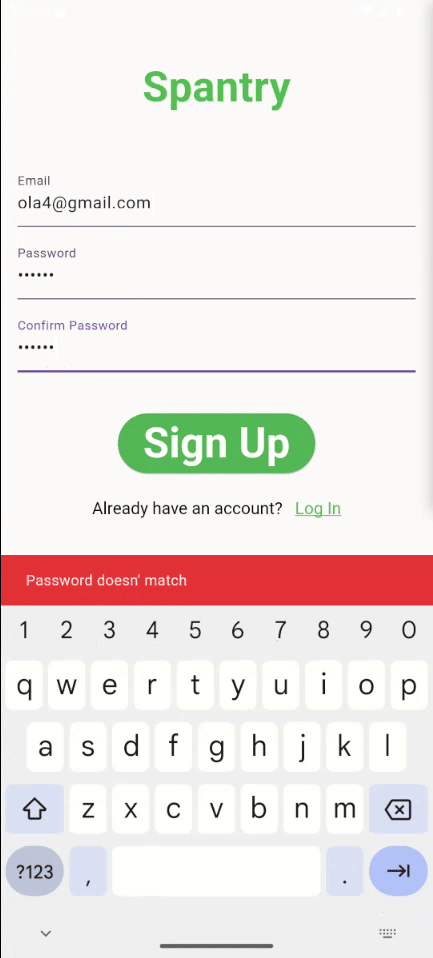 Spantry
Email
ola4@gmail.com
Password
••••••
Confirm Password
••••••
Sign Up
Already have an account? Log In
Password doesn' match
1 2 3 4 5 6 7 8 9 0
q w e r t y u i o p
a s d f g h j k l
z x c v b n m
?123 , .